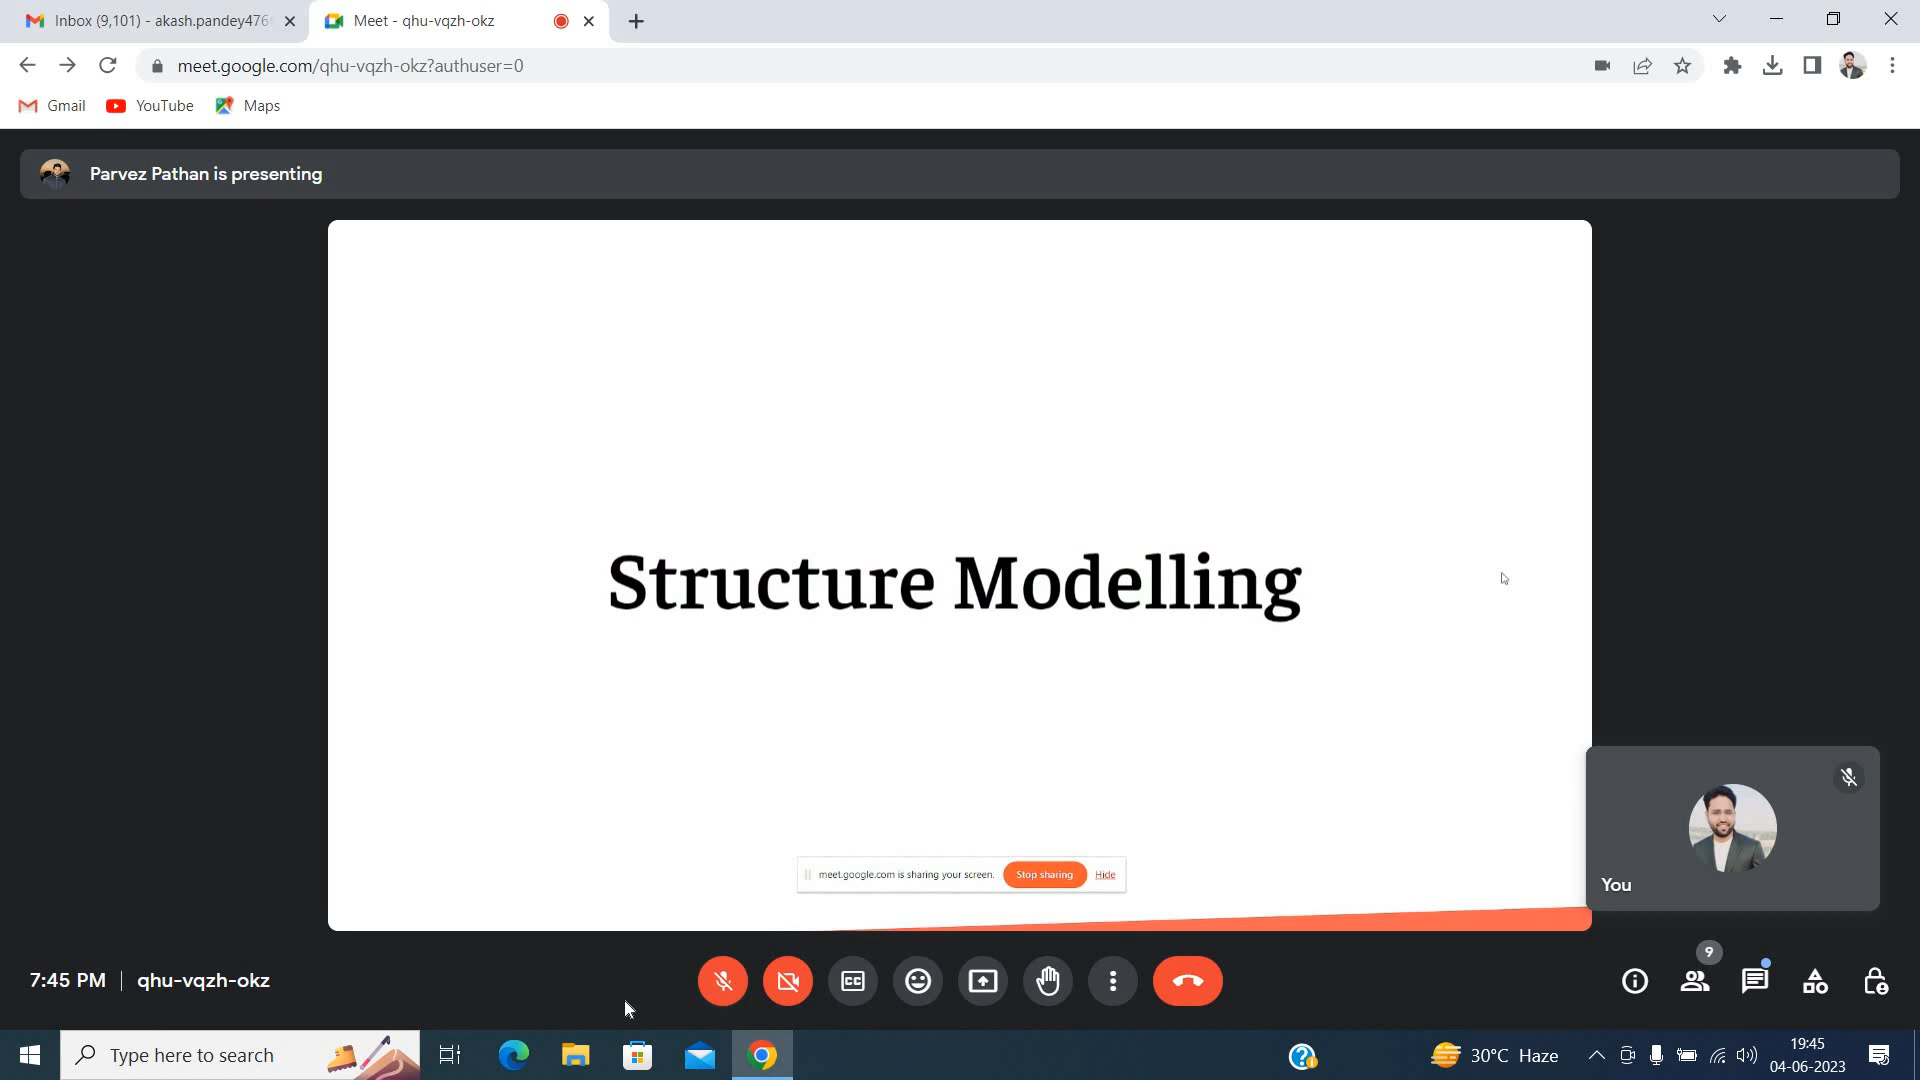 Inbox (9,101) - akash.pandey476
Meet - qhu-vqzh-okz
meet.google.com/qhu-vqzh-okz?authuser=0
Gmail
YouTube
Maps
Parvez Pathan is presenting
Structure Modelling
meet.google.com is sharing your screen.
Stop sharing
Hide
You
7:45 PM
qhu-vqzh-okz
CC
9
Type here to search
30°C Haze
19:45
04-06-2023